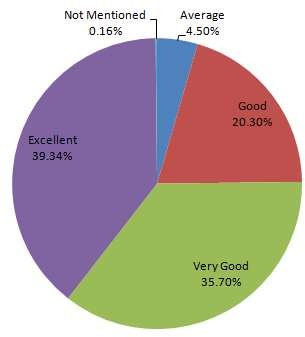 Not Mentioned
0.16%
Average
4.50%
Good
20.30%
Very Good
35.70%
Excellent
39.34%